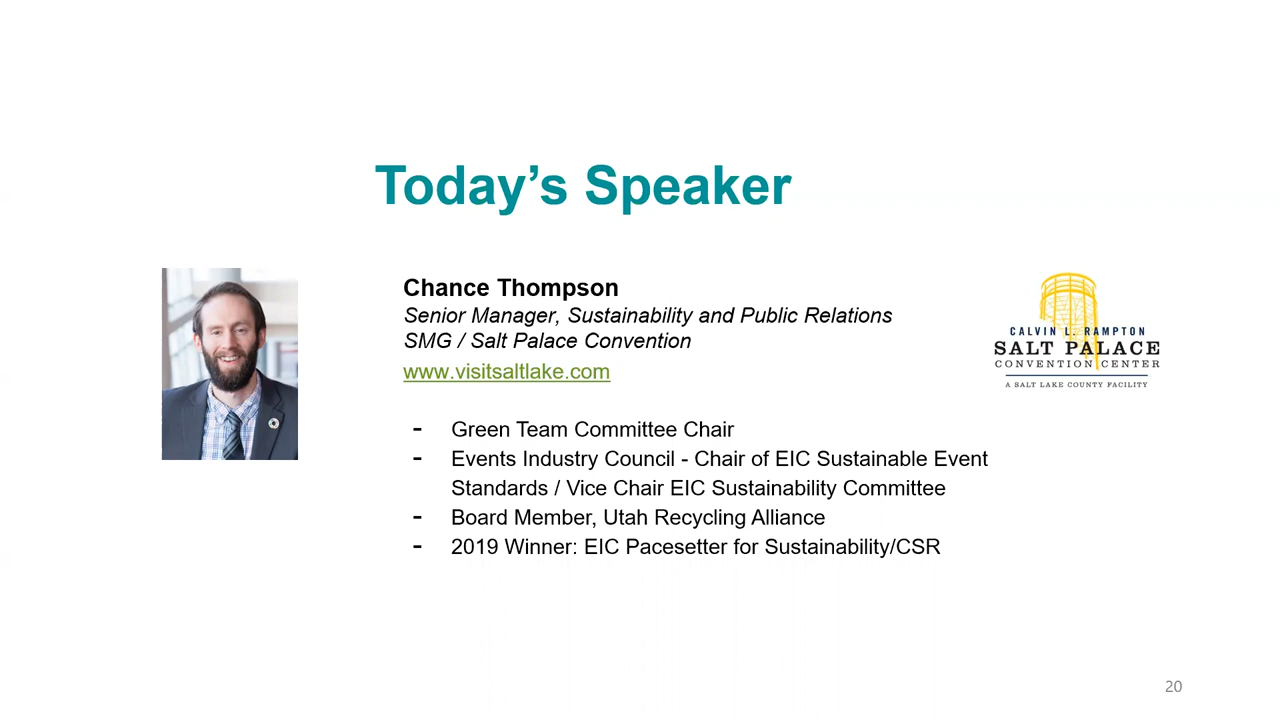 Today’s Speaker
Chance Thompson
Senior Manager, Sustainability and Public Relations
SMG / Salt Palace Convention
www.visitsaltlake.com
CALVIN L. RAMPTON
SALT PALACE
CONVENTION CENTER
A SALT LAKE COUNTY FACILITY
- Green Team Committee Chair
- Events Industry Council - Chair of EIC Sustainable Event
Standards / Vice Chair EIC Sustainability Committee
- Board Member, Utah Recycling Alliance
- 2019 Winner: EIC Pacesetter for Sustainability/CSR
20